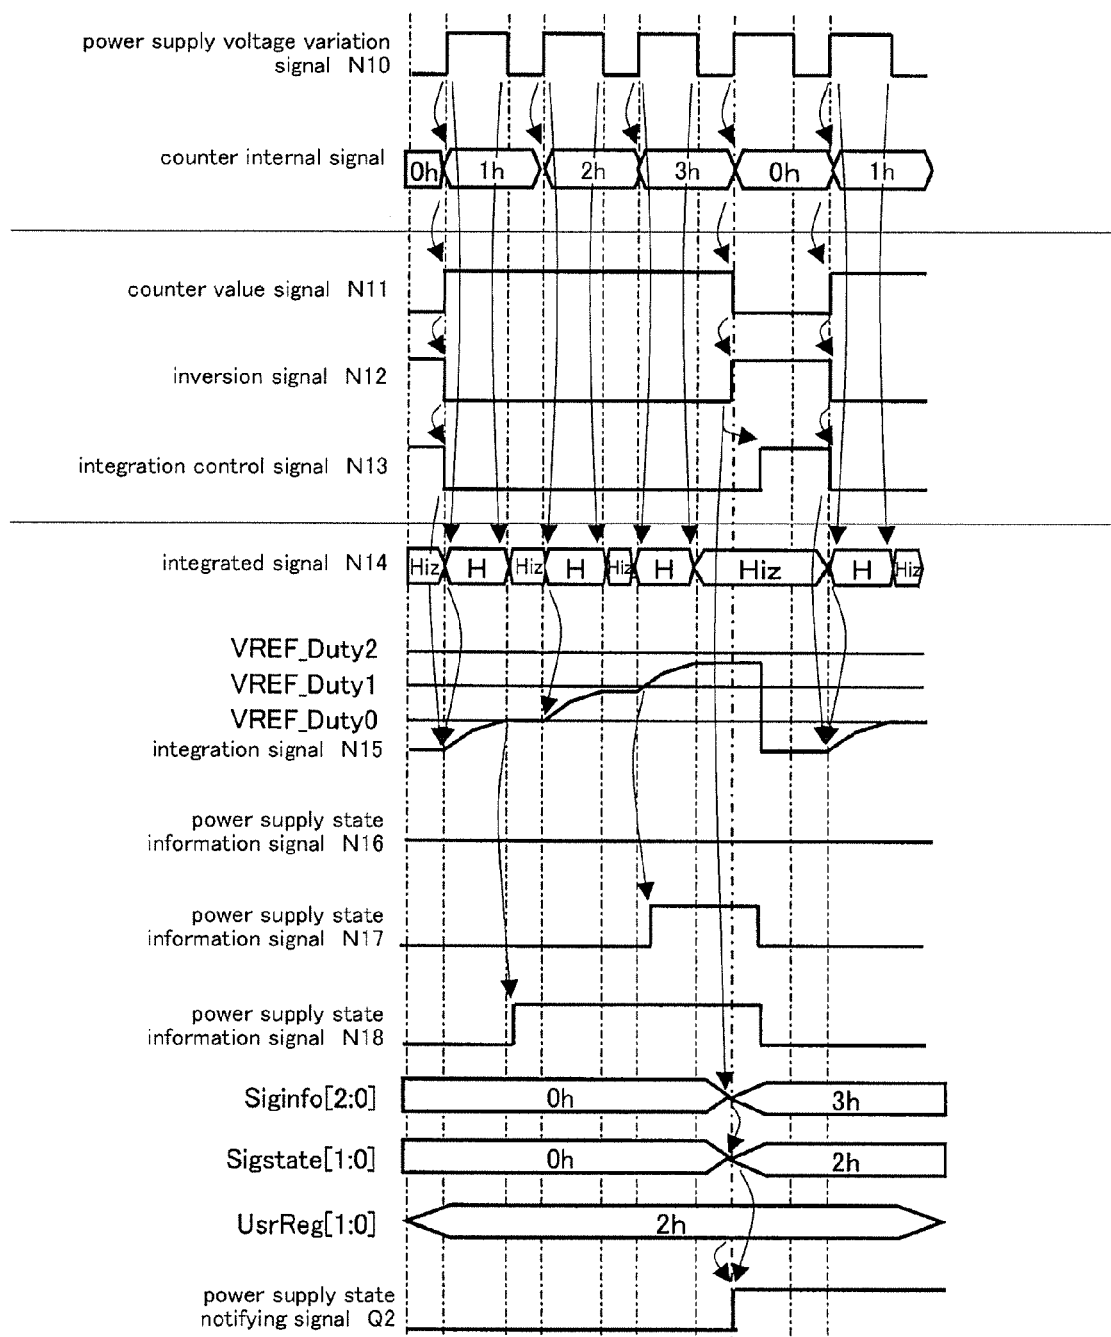 power supply voltage variation
signal N10
counter internal signal
0h 1h 2h 3h 0h 1h
counter value signal N11
inversion signal N12
integration control signal N13
integrated signal N14
Hiz H Hiz H Hiz H Hiz H Hiz
VREF_Duty2
VREF_Duty1
VREF_Duty0
integration signal N15
power supply state
information signal N16
power supply state
information signal N17
power supply state
information signal N18
Siginfo[2:0] 0h 3h
Sigstate[1:0] 0h 2h
UsrReg[1:0] 2h
power supply state
notifying signal Q2